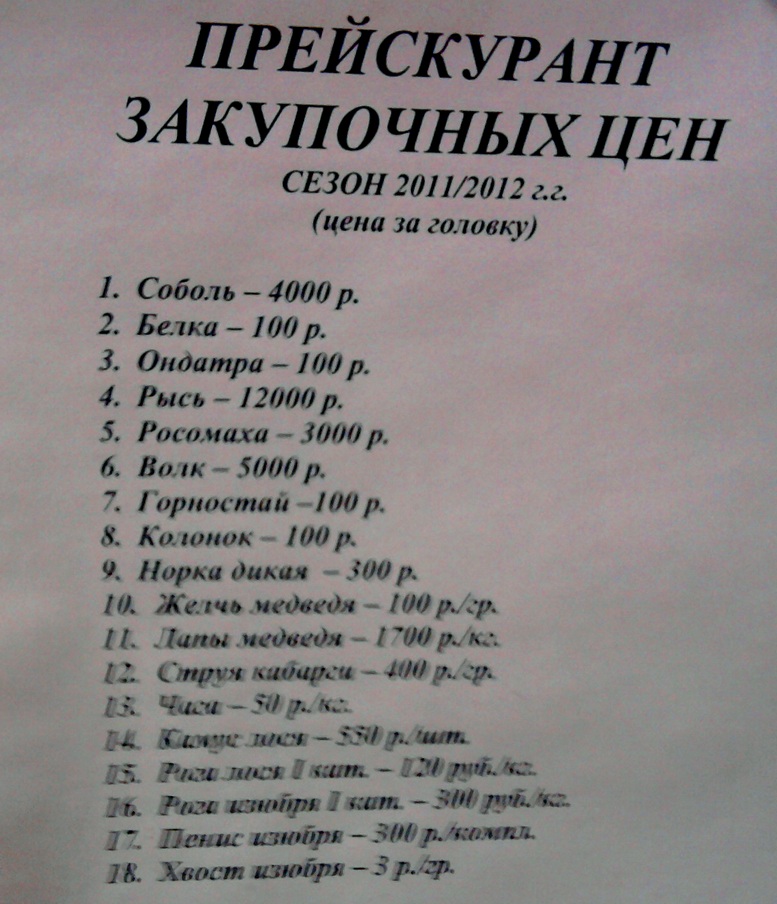 ПРЕЙСКУРАНТ
ЗАКУПОЧНЫХ ЦЕН
СЕЗОН 2011/2012 г.г.
(цена за головку)
1. Соболь – 4000 р.
2. Белка – 100 р.
3. Ондатра – 100 р.
4. Рысь – 12000 р.
5. Росомаха – 3000 р.
6. Волк – 5000 р.
7. Горностай –100 р.
8. Колонок – 100 р.
9. Норка дикая – 300 р.
10. Желчь медведя – 100 р./гр.
11. Лапы медведя – 1700 р./кг.
12. Струя кабарги – 400 р./гр.
13. Чага – 50 р./кг.
14. Камус лося – 550 р./шт.
15. Рога лося I кат. – 120 руб./кг.
16. Рога изюбря I кат. – 300 руб./кг.
17. Пенис изюбря – 300 р./компл.
18. Хвост изюбря – 3 р./гр.